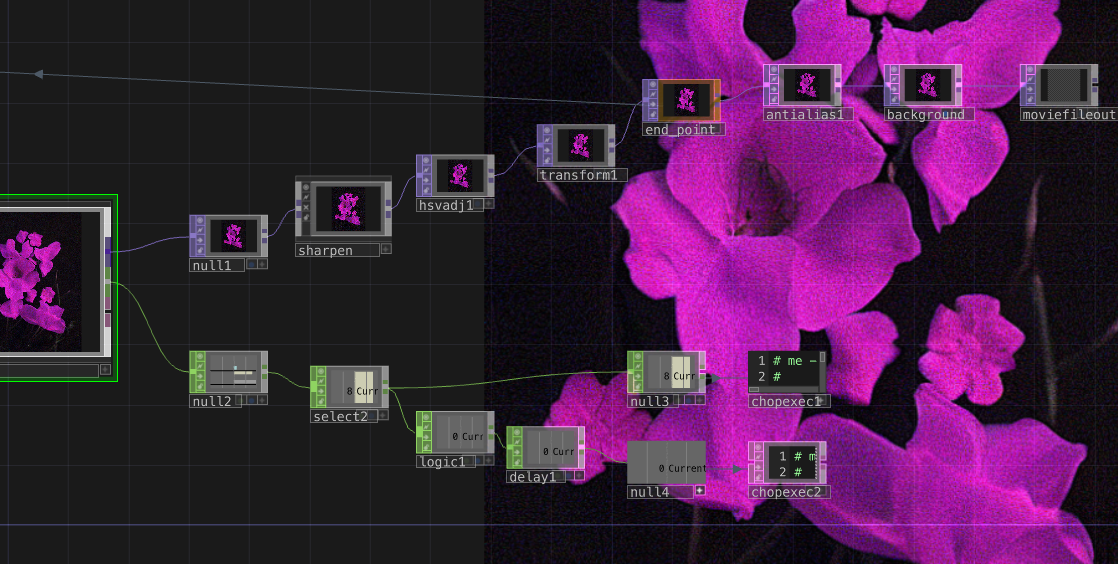 end_point
antialias1
background
moviefileout
transform1
hsvadj1
sharpen
null1
null2
8 Curr
select2
0 Curr
logic1
0 Curr
delay1
8 Curr
null3
1 # me -
2 #
chopexec1
0 Current
null4
1 # m
2 #
chopexec2